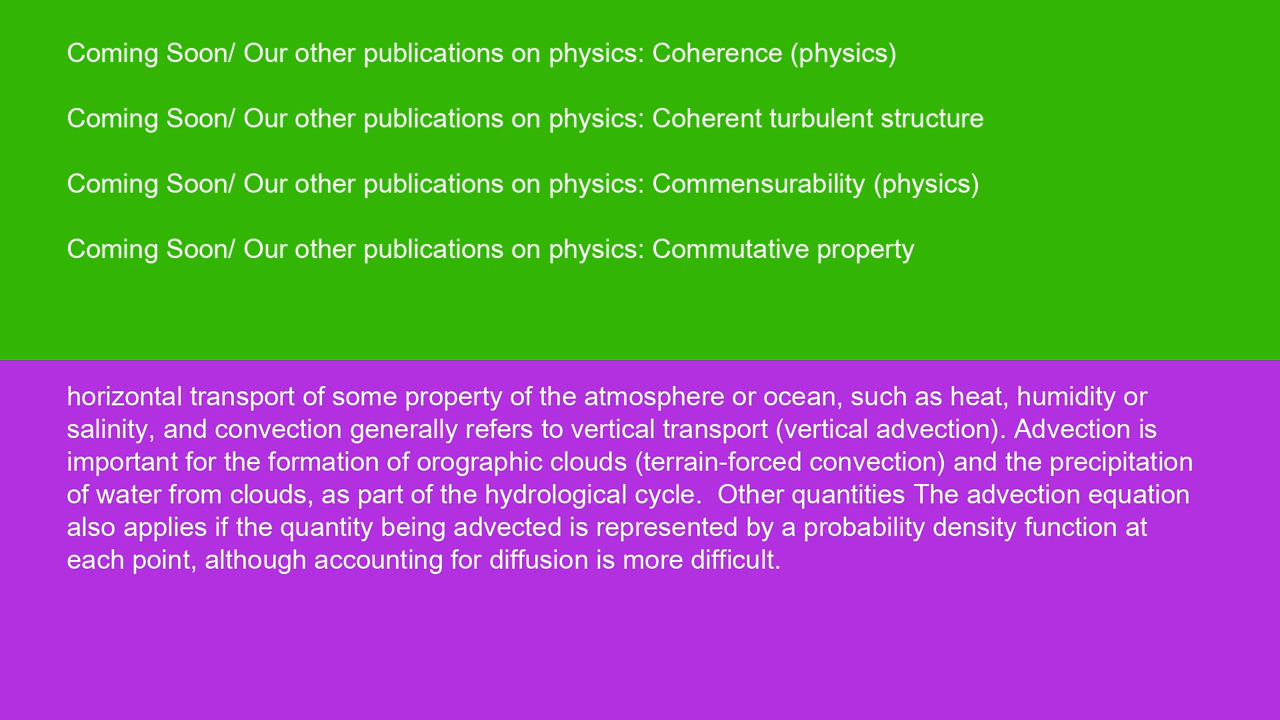 Coming Soon/ Our other publications on physics: Coherence (physics)
Coming Soon/ Our other publications on physics: Coherent turbulent structure
Coming Soon/ Our other publications on physics: Commensurability (physics)
Coming Soon/ Our other publications on physics: Commutative property
horizontal transport of some property of the atmosphere or ocean, such as heat, humidity or
salinity, and convection generally refers to vertical transport (vertical advection). Advection is
important for the formation of orographic clouds (terrain-forced convection) and the precipitation
of water from clouds, as part of the hydrological cycle.  Other quantities The advection equation
also applies if the quantity being advected is represented by a probability density function at
each point, although accounting for diffusion is more difficult.